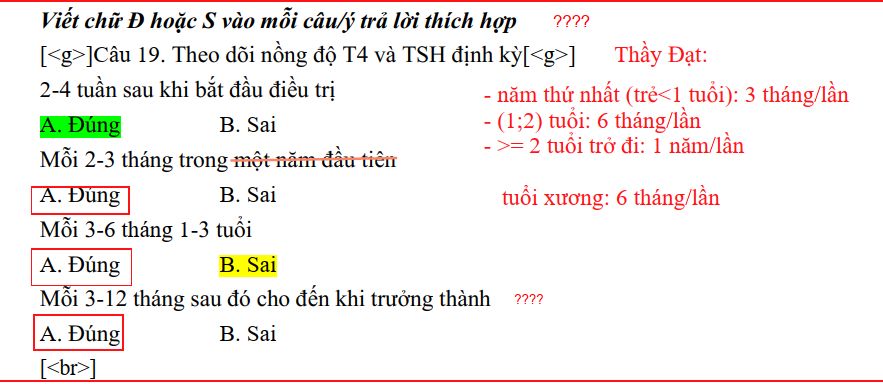 Viết chữ Đ hoặc S vào mỗi câu/ý trả lời thích hợp ????
[<g>]Câu 19. Theo dõi nồng độ T4 và TSH định kỳ[<g>] Thầy Đạt:
2-4 tuần sau khi bắt đầu điều trị
- năm thứ nhất (trẻ<1 tuổi): 3 tháng/lần
A. Đúng B. Sai
- (1;2) tuổi: 6 tháng/lần
Mỗi 2-3 tháng trong một năm đầu tiên
- >= 2 tuổi trở đi: 1 năm/lần
A. Đúng B. Sai
tuổi xương: 6 tháng/lần
Mỗi 3-6 tháng 1-3 tuổi
A. Đúng B. Sai
Mỗi 3-12 tháng sau đó cho đến khi trưởng thành ????
A. Đúng B. Sai
[<br>]